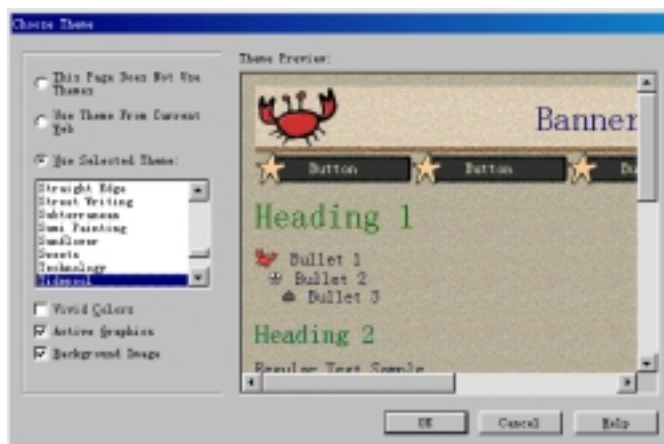 Choose Theme
Theme Preview:
This Page Does Not Use
Themes
Use Theme From Current
Web
Use Selected Theme:
Straight Edge
Street Writing
Subterranean
Sumi Painting
Sunflower
Sweets
Technology
Tidepool
Vivid Colors
Active Graphics
Background Image
Banner
Button
Button
Bu
Heading 1
Bullet 1
Bullet 2
Bullet 3
Heading 2
Regular Text Sample
OK
Cancel
Help